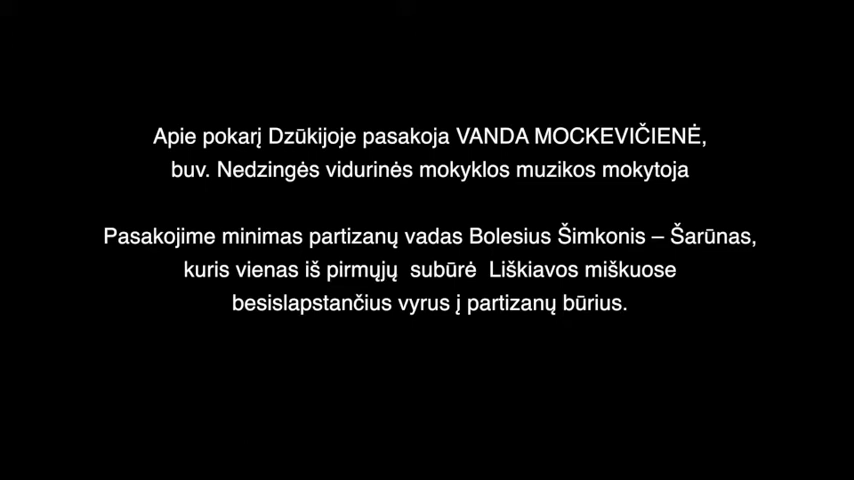 Apie pokarį Dzūkijoje pasakoja VANDA MOCKEVIČIENĖ,
buv. Nedzingės vidurinės mokyklos muzikos mokytoja
Pasakojime minimas partizanų vadas Bolesius Šimkonis – Šarūnas,
kuris vienas iš pirmųjų  subūrė  Liškiavos miškuose
besislapstančius vyrus į partizanų būrius.